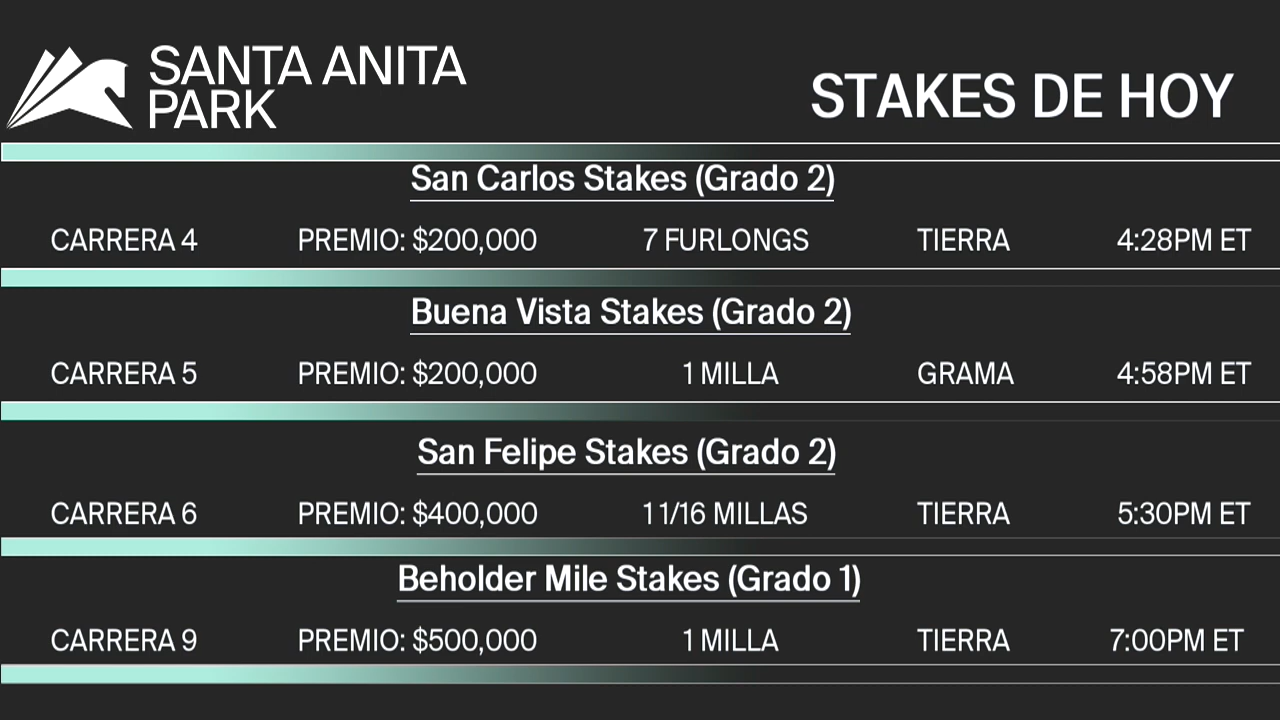 SANTA ANITA
PARK
STAKES DE HOY
San Carlos Stakes (Grado 2)
CARRERA 4 PREMIO: $200,000 7 FURLONGS TIERRA 4:28PM ET
Buena Vista Stakes (Grado 2)
CARRERA 5 PREMIO: $200,000 1 MILLA GRAMA 4:58PM ET
San Felipe Stakes (Grado 2)
CARRERA 6 PREMIO: $400,000 1 1/16 MILLAS TIERRA 5:30PM ET
Beholder Mile Stakes (Grado 1)
CARRERA 9 PREMIO: $500,000 1 MILLA TIERRA 7:00PM ET